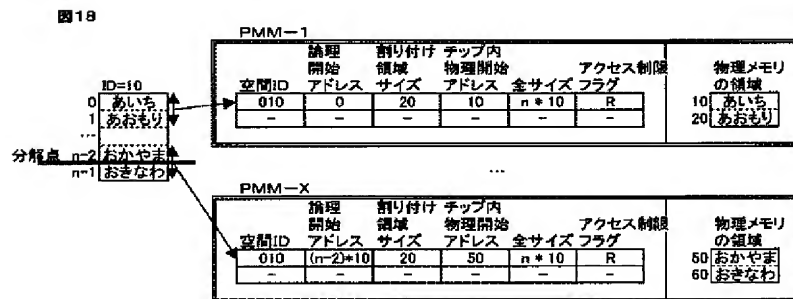 図18
PMM-1
論理 割り付け チップ内
開始 領域 物理開始 アクセス制限
空間ID アドレス サイズ アドレス 全サイズ フラグ
010 0 20 10 n*10 R
- - - - - -
物理メモリ
の領域
10 あいち
20 あおもり
ID=10
0 あいち
1 あおもり
...
分解点 n-2 おかやま
n-1 おきなわ
...
PMM-X
論理 割り付け チップ内
開始 領域 物理開始 アクセス制限
空間ID アドレス サイズ アドレス 全サイズ フラグ
010 (n-2)*10 20 50 n*10 R
- - - - - -
物理メモリ
の領域
50 おかやま
60 おきなわ